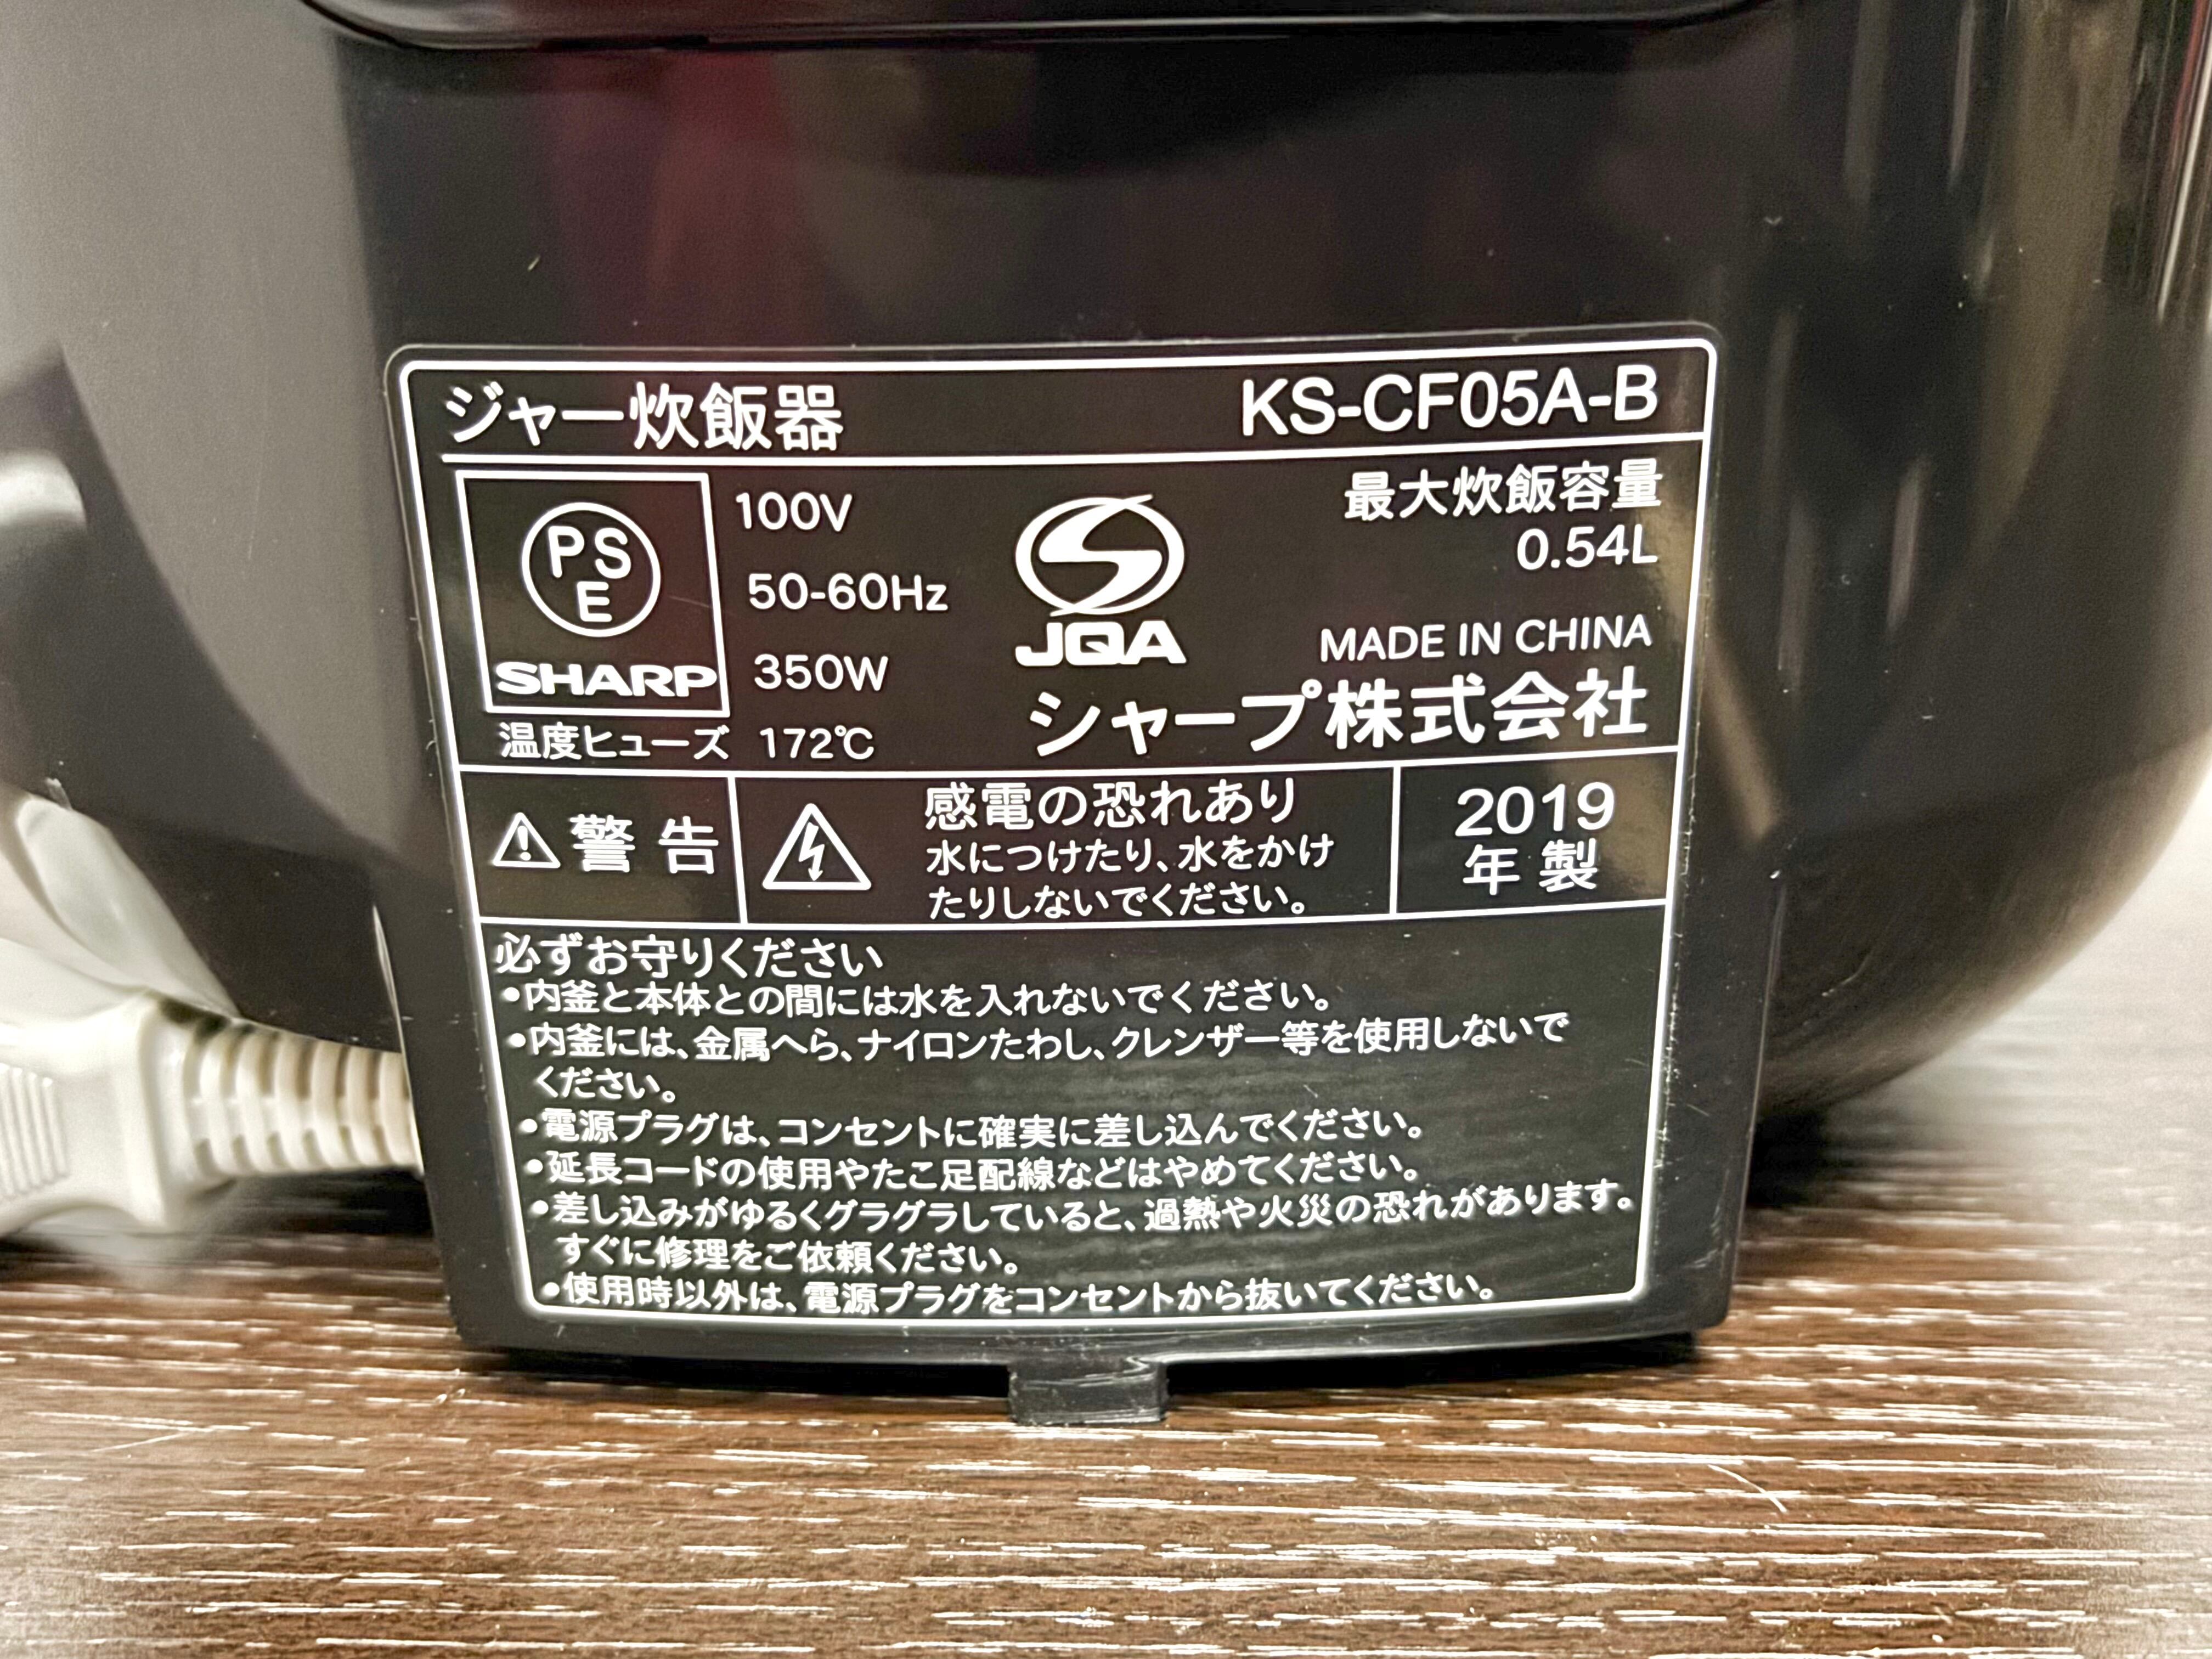 ジャー炊飯器 KS-CF05A-B
PS
E
SHARP
100V
50-60Hz
350W
温度ヒューズ 172℃
JQA
最大炊飯容量
0.54L
MADE IN CHINA
シャープ株式会社
警告
感電の恐れあり
水につけたり、水をかけ
たりしないでください。
2019
年製
必ずお守りください
•内釜と本体との間には水を入れないでください。
•内釜には、金属へら、ナイロンたわし、クレンザー等を使用しないで
ください。
•電源プラグは、コンセントに確実に差し込んでください。
•延長コードの使用やたこ足配線などはやめてください。
•差し込みがゆるくグラグラしていると、過熱や火災の恐れがあります。
すぐに修理をご依頼ください。
•使用時以外は、電源プラグをコンセントから抜いてください。